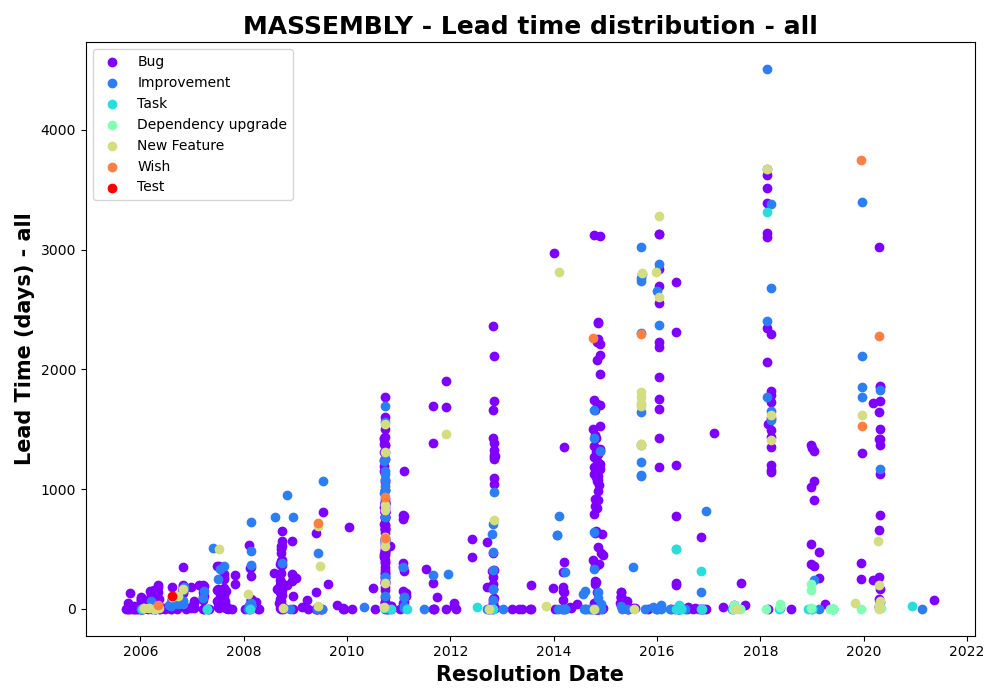 MASSEMBLY - Lead time distribution - all
Bug
Improvement
Task
Dependency upgrade
New Feature
Wish
Test
Lead Time (days) - all
4000
3000
2000
1000
0
2006 2008 2010 2012 2014 2016 2018 2020 2022
Resolution Date